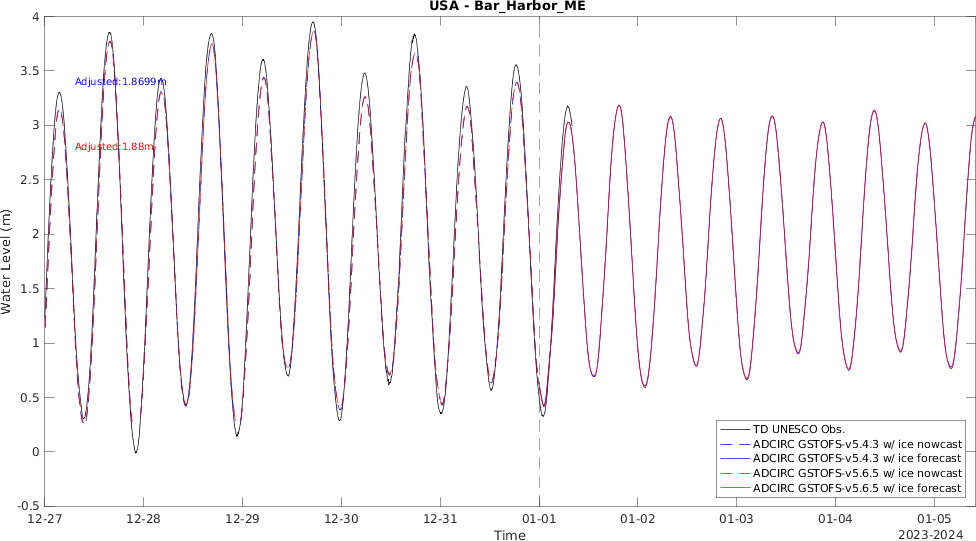 USA - Bar_Harbor_ME
4
3.5
3
2.5
2
1.5
1
0.5
0
-0.5
Water Level (m)
Adjusted:1.8699m
Adjusted:1.88m
TD UNESCO Obs.
ADCIRC GSTOFS-v5.4.3 w/ ice nowcast
ADCIRC GSTOFS-v5.4.3 w/ ice forecast
ADCIRC GSTOFS-v5.6.5 w/ ice nowcast
ADCIRC GSTOFS-v5.6.5 w/ ice forecast
12-27 12-28 12-29 12-30 12-31 01-01 01-02 01-03 01-04 01-05
Time
2023-2024